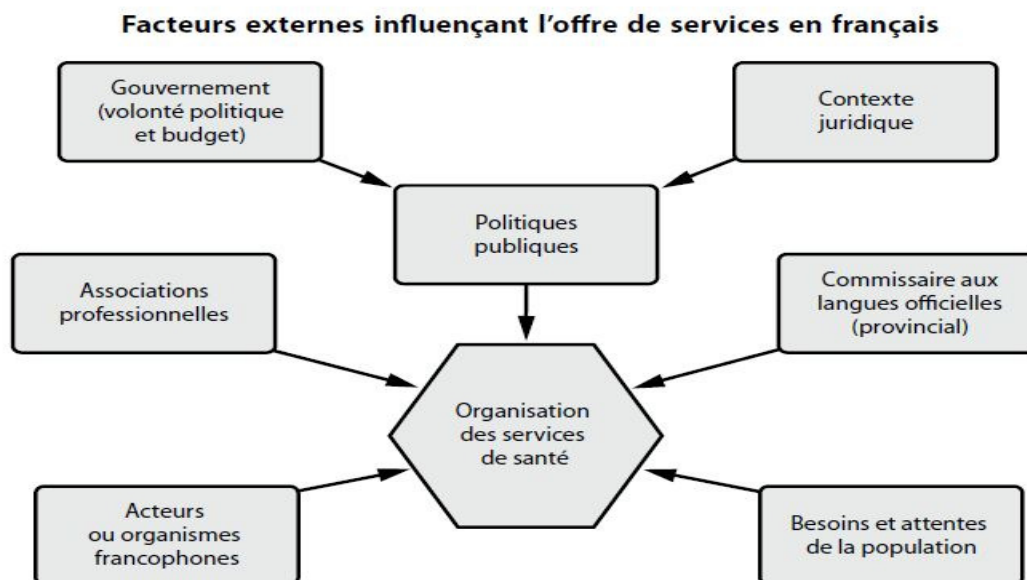 Facteurs externes influençant l'offre de services en français
Gouvernement
(volonté politique
et budget)
Contexte
juridique
Politiques
publiques
Associations
professionnelles
Commissaire aux
langues officielles
(provincial)
Organisation
des services
de santé
Acteurs
ou organismes
francophones
Besoins et attentes
de la population